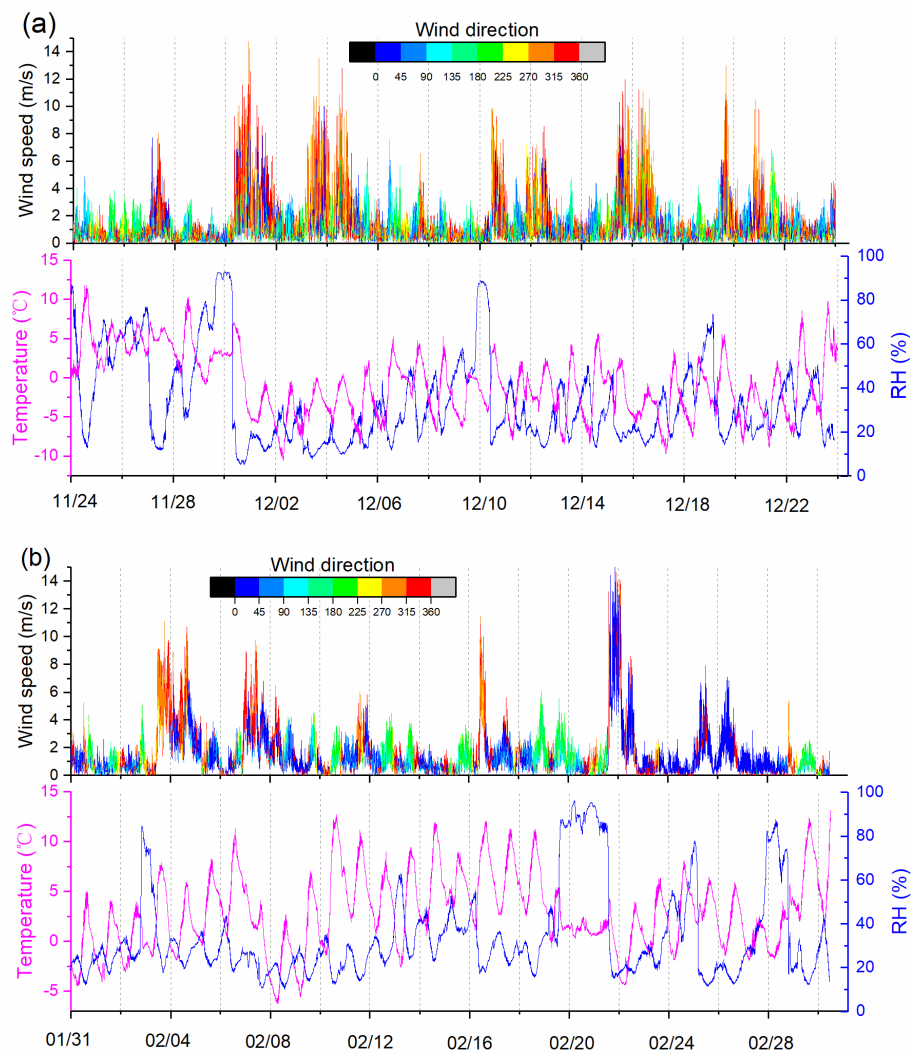 (a)
Wind direction
0 45 90 135 180 225 270 315 360
Wind speed (m/s)
14
12
10
8
6
4
2
0
Temperature (℃)
15
10
5
0
-5
-10
RH (%)
100
80
60
40
20
0
11/24 11/28 12/02 12/06 12/10 12/14 12/18 12/22
(b)
Wind direction
0 45 90 135 180 225 270 315 360
Wind speed (m/s)
14
12
10
8
6
4
2
0
Temperature (℃)
15
10
5
0
-5
RH (%)
100
80
60
40
20
0
01/31 02/04 02/08 02/12 02/16 02/20 02/24 02/28